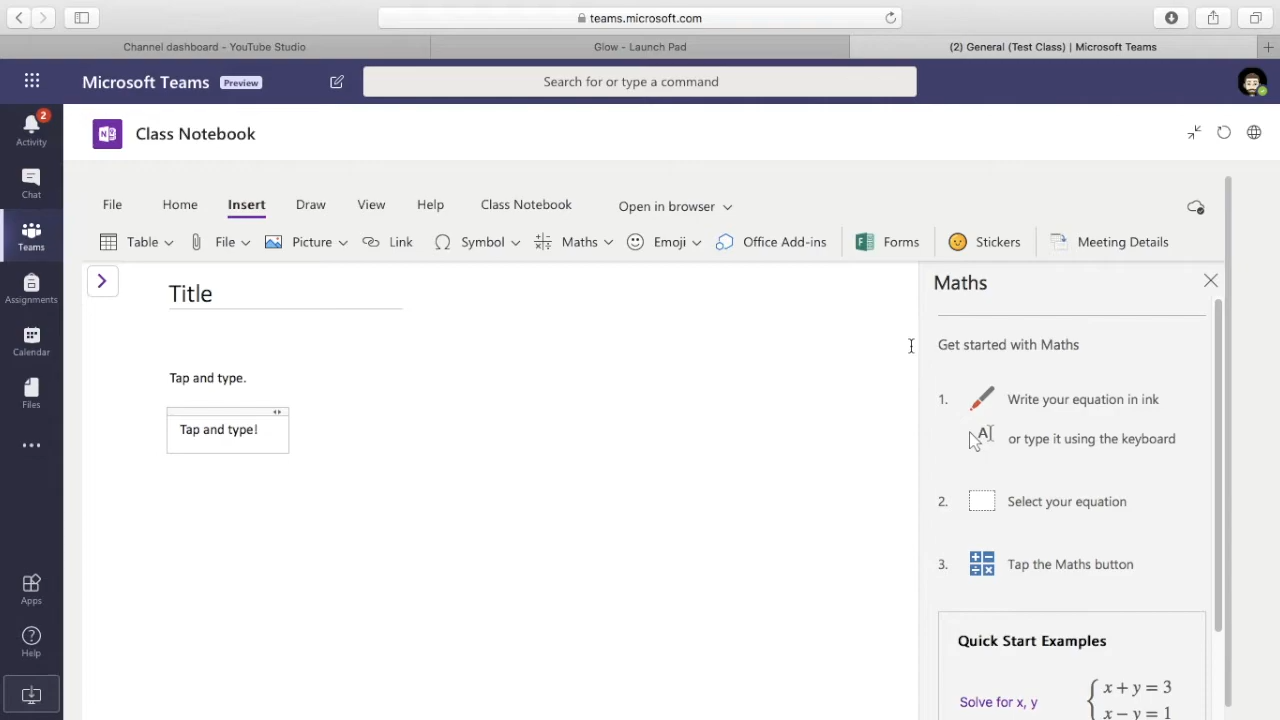 teams.microsoft.com
Channel dashboard - YouTube Studio
Glow - Launch Pad
(2) General (Test Class) | Microsoft Teams
Microsoft Teams
Preview
Search for or type a command
2
Activity
Chat
Teams
Assignments
Calendar
Files
Apps
Help
Class Notebook
File
Home
Insert
Draw
View
Help
Class Notebook
Open in browser
Table
File
Picture
Link
Symbol
Maths
Emoji
Office Add-ins
Forms
Stickers
Meeting Details
Title
Tap and type.
Tap and type!
Maths
Get started with Maths
1. Write your equation in ink
or type it using the keyboard
2. Select your equation
3. Tap the Maths button
Quick Start Examples
Solve for x, y
x + y = 3
x − y = 1